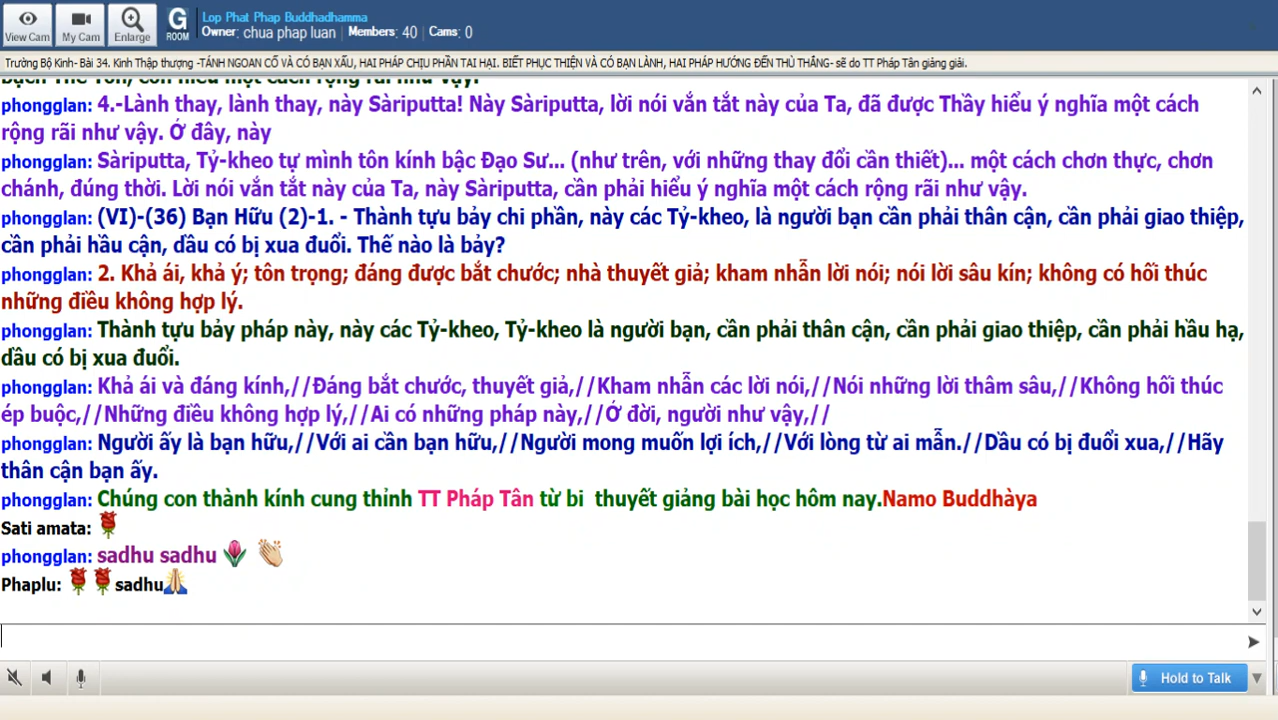 View Cam
My Cam
Enlarge
G
ROOM
Lop Phat Phap Buddhadhamma
Owner: chua phap luan | Members: 40 | Cams: 0
Trường Bộ Kinh- Bài 34. Kinh Thập thượng -TÁNH NGOAN CỐ VÀ CÓ BẠN XẤU, HAI PHÁP CHỊU PHẦN TAI HẠI. BIẾT PHỤC THIỆN VÀ CÓ BẠN LÀNH, HAI PHÁP HƯỚNG ĐẾN THÙ THẮNG- sẽ do TT Pháp Tân giảng giải.
Bạch Thế Tôn, con hiểu một cách rộng rãi như vậy.
phongglan: 4.-Lành thay, lành thay, này Sàriputta! Này Sàriputta, lời nói vắn tắt này của Ta, đã được Thầy hiểu ý nghĩa một cách
rộng rãi như vậy. Ở đây, này
phongglan: Sàriputta, Tỷ-kheo tự mình tôn kính bậc Đạo Sư... (như trên, với những thay đổi cần thiết)... một cách chơn thực, chơn
chánh, đúng thời. Lời nói vắn tắt này của Ta, này Sàriputta, cần phải hiểu ý nghĩa một cách rộng rãi như vậy.
phongglan: (VI)-(36) Bạn Hữu (2)-1. - Thành tựu bảy chi phần, này các Tỷ-kheo, là người bạn cần phải thân cận, cần phải giao thiệp,
cần phải hầu cận, dầu có bị xua đuổi. Thế nào là bảy?
phongglan: 2. Khả ái, khả ý; tôn trọng; đáng được bắt chước; nhà thuyết giả; kham nhẫn lời nói; nói lời sâu kín; không có hối thúc
những điều không hợp lý.
phongglan: Thành tựu bảy pháp này, này các Tỷ-kheo, Tỷ-kheo là người bạn, cần phải thân cận, cần phải giao thiệp, cần phải hầu hạ,
dầu có bị xua đuổi.
phongglan: Khả ái và đáng kính,//Đáng bắt chước, thuyết giả,//Kham nhẫn các lời nói,//Nói những lời thâm sâu,//Không hối thúc
ép buộc,//Những điều không hợp lý,//Ai có những pháp này,//Ở đời, người như vậy,//
phongglan: Người ấy là bạn hữu,//Với ai cần bạn hữu,//Người mong muốn lợi ích,//Với lòng từ ai mẫn.//Dầu có bị đuổi xua,//Hãy
thân cận bạn ấy.
phongglan: Chúng con thành kính cung thỉnh TT Pháp Tân từ bi thuyết giảng bài học hôm nay.Namo Buddhàya
Sati amata:
phongglan: sadhu sadhu
Phaplu: sadhu
Hold to Talk